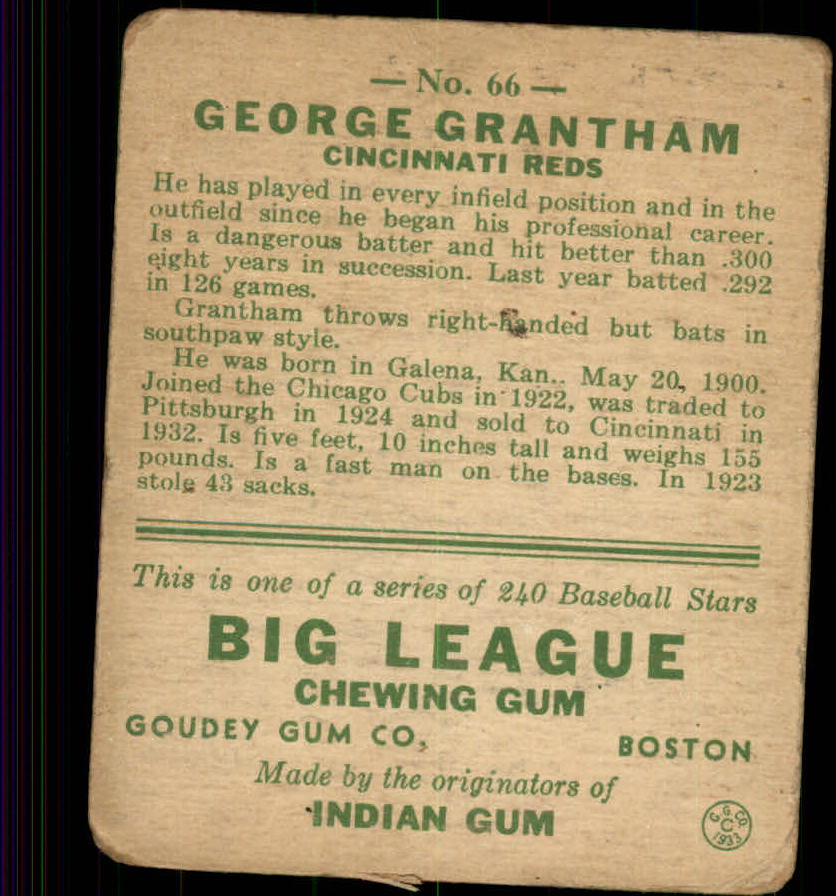 — No. 66 —
GEORGE GRANTHAM
CINCINNATI REDS
He has played in every infield position and in the
outfield since he began his professional career.
Is a dangerous batter and hit better than .300
eight years in succession. Last year batted .292
in 126 games.
Grantham throws right-handed but bats in
southpaw style.
He was born in Galena, Kan., May 20, 1900.
Joined the Chicago Cubs in 1922, was traded to
Pittsburgh in 1924 and sold to Cincinnati in
1932. Is five feet, 10 inches tall and weighs 155
pounds. Is a fast man on the bases. In 1923
stole 43 sacks.
This is one of a series of 240 Baseball Stars
BIG LEAGUE
CHEWING GUM
GOUDEY GUM CO, BOSTON
Made by the originators of
INDIAN GUM
G.G.CO.
C
1933